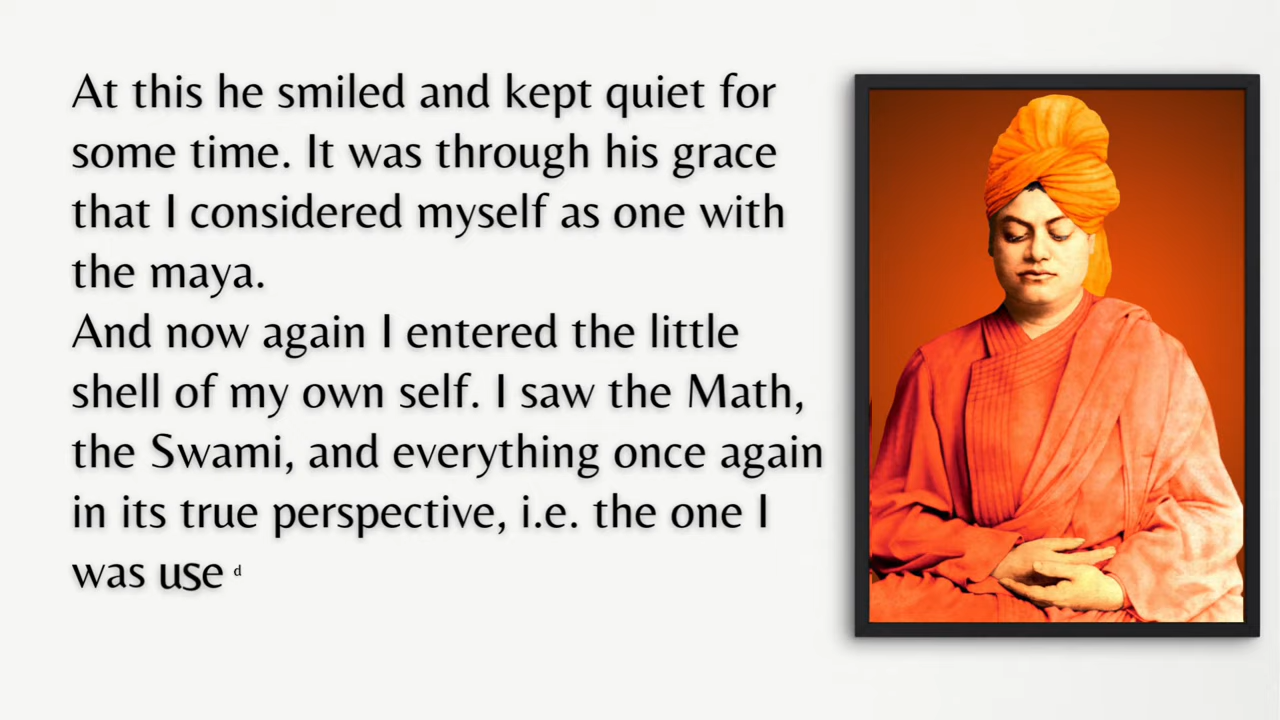 At this he smiled and kept quiet for
some time. It was through his grace
that I considered myself as one with
the maya.
And now again I entered the little
shell of my own self. I saw the Math,
the Swami, and everything once again
in its true perspective, i.e. the one I
was used